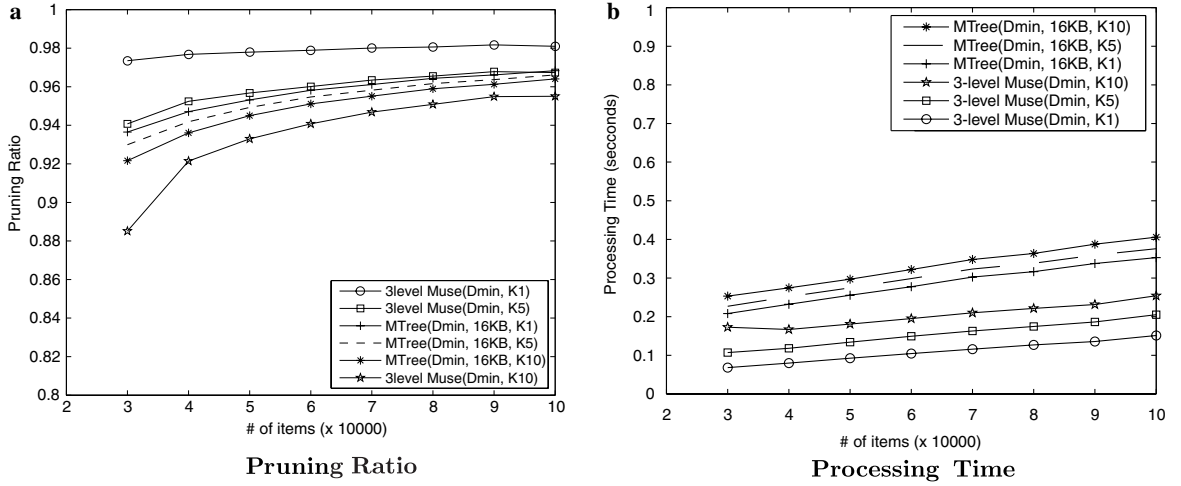 a
1
0.98
0.96
0.94
0.92
0.9
0.88
0.86
0.84
0.82
0.8
Pruning Ratio
3level Muse(Dmin, K1)
3level Muse(Dmin, K5)
MTree(Dmin, 16KB, K1)
MTree(Dmin, 16KB, K5)
MTree(Dmin, 16KB, K10)
3level Muse(Dmin, K10)
2 3 4 5 6 7 8 9 10
# of items (x 10000)
Pruning Ratio
b
1
0.9
0.8
0.7
0.6
0.5
0.4
0.3
0.2
0.1
0
Processing Time (secconds)
MTree(Dmin, 16KB, K10)
MTree(Dmin, 16KB, K5)
MTree(Dmin, 16KB, K1)
3-level Muse(Dmin, K10)
3-level Muse(Dmin, K5)
3-level Muse(Dmin, K1)
2 3 4 5 6 7 8 9 10
# of items (x 10000)
Processing Time